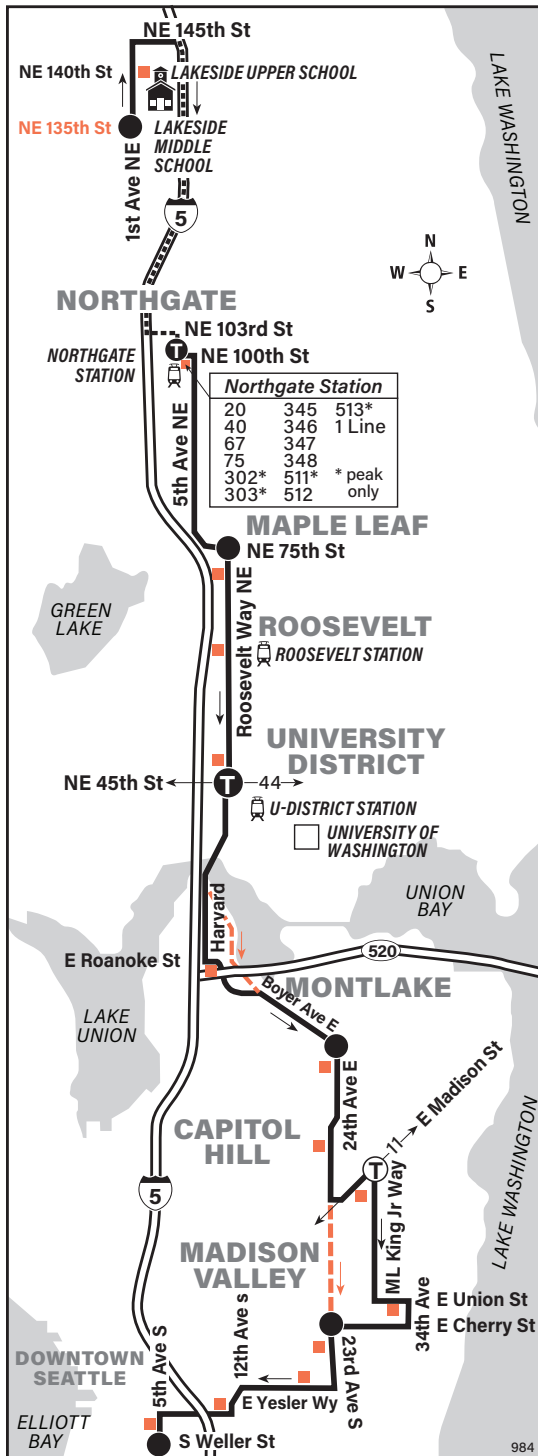 NE 145th St
LAKE WASHINGTON
NE 140th St
LAKESIDE UPPER SCHOOL
NE 135th St
LAKESIDE
MIDDLE
SCHOOL
1st Ave NE
5
N
W E
S
NORTHGATE
NE 103rd St
T
NE 100th St
NORTHGATE
STATION
Northgate Station
20 345 513*
40 346 1 Line
67 347
75 348
302* 511* * peak
303* 512 only
5th Ave NE
MAPLE LEAF
NE 75th St
GREEN
LAKE
Roosevelt Way NE
ROOSEVELT
ROOSEVELT STATION
UNIVERSITY
DISTRICT
NE 45th St
T
44
U-DISTRICT STATION
UNIVERSITY OF
WASHINGTON
UNION
BAY
Harvard
E Roanoke St
520
MONTLAKE
Boyer Ave E
LAKE
UNION
24th Ave E
E Madison St
11
CAPITOL
HILL
T
5
ML King Jr Way
LAKE WASHINGTON
MADISON
VALLEY
E Union St
34th Ave
E Cherry St
12th Ave s
23rd Ave S
5th Ave S
DOWNTOWN
SEATTLE
E Yesler Wy
ELLIOTT
BAY
S Weller St
984